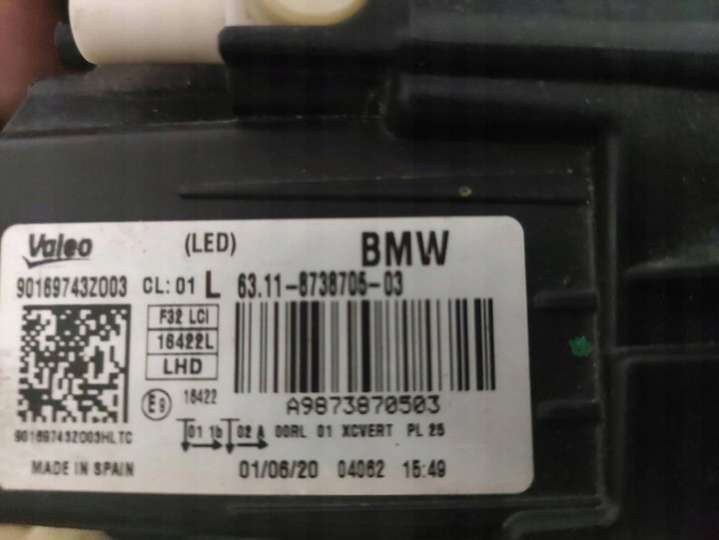 Valeo (LED) BMW
90169743Z003 CL: 01 L 63.11-8738705-03
F32 LCI
16422L
LHD
A9873870503
E9 16422
01 1b 02 A 00RL 01 XCVERT PL 25
90169743Z003HLTC
MADE IN SPAIN 01/06/20 04062 15:49